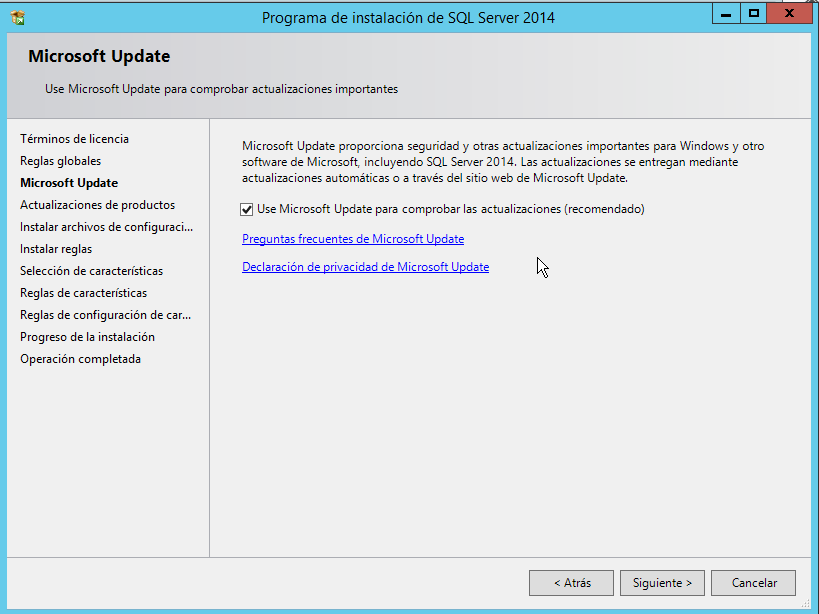 Programa de instalación de SQL Server 2014
Microsoft Update
Use Microsoft Update para comprobar actualizaciones importantes
Términos de licencia
Reglas globales
Microsoft Update
Actualizaciones de productos
Instalar archivos de configuraci...
Instalar reglas
Selección de características
Reglas de características
Reglas de configuración de car...
Progreso de la instalación
Operación completada
Microsoft Update proporciona seguridad y otras actualizaciones importantes para Windows y otro
software de Microsoft, incluyendo SQL Server 2014. Las actualizaciones se entregan mediante
actualizaciones automáticas o a través del sitio web de Microsoft Update.
Use Microsoft Update para comprobar las actualizaciones (recomendado)
Preguntas frecuentes de Microsoft Update
Declaración de privacidad de Microsoft Update
< Atrás
Siguiente >
Cancelar